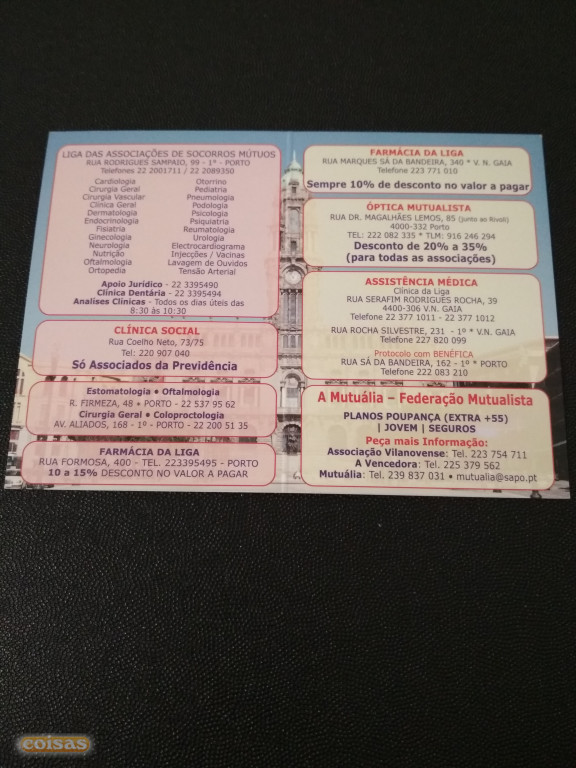 LIGA DAS ASSOCIAÇÕES DE SOCORROS MÚTUOS
RUA RODRIGUES SAMPAIO, 99 - 1° - PORTO
Telefones 22 2001711 / 22 2089350
Cardiologia
Cirurgia Geral
Cirurgia Vascular
Clínica Geral
Dermatologia
Endocrinologia
Fisiatria
Ginecologia
Neurologia
Nutrição
Oftalmologia
Ortopedia
Otorrino
Pediatria
Pneumologia
Podologia
Psicologia
Psiquiatria
Reumatologia
Urologia
Electrocardiograma
Injecções / Vacinas
Lavagem de Ouvidos
Tensão Arterial
Apoio Jurídico - 22 3395490
Clínica Dentária - 22 3395494
Analises Clínicas - Todos os dias úteis das
8:30 às 10:30
CLÍNICA SOCIAL
Rua Coelho Neto, 73/75
Tel: 220 907 040
Só Associados da Previdência
Estomatologia • Oftalmologia
R. FIRMEZA, 48 • PORTO - 22 537 95 62
Cirurgia Geral • Coloproctologia
AV. ALIADOS, 168 - 1° - PORTO - 22 200 51 35
FARMÁCIA DA LIGA
RUA FORMOSA, 400 - TEL. 223395495 - PORTO
10 a 15% DESCONTO NO VALOR A PAGAR
FARMÁCIA DA LIGA
RUA MARQUES SÁ DA BANDEIRA, 340 * V. N. GAIA
Telefone 223 771 010
Sempre 10% de desconto no valor a pagar
ÓPTICA MUTUALISTA
RUA DR. MAGALHÃES LEMOS, 85 (junto ao Rivoli)
4000-332 Porto
TEL: 222 082 335 * TLM: 916 246 294
Desconto de 20% a 35%
(para todas as associações)
ASSISTÊNCIA MÉDICA
Clínica da Liga
RUA SERAFIM RODRIGUES ROCHA, 39
4400-306 V.N. GAIA
Telefone 22 377 1011 - 22 377 1012
RUA ROCHA SILVESTRE, 231 - 1° * V.N. GAIA
Telefone 227 820 099
Protocolo com BENÉFICA
RUA SÁ DA BANDEIRA, 162 - 1° * PORTO
Telefone 222 083 210
A Mutuália – Federação Mutualista
PLANOS POUPANÇA (EXTRA +55)
| JOVEM | SEGUROS
Peça mais Informação:
Associação Vilanovense: Tel. 223 754 711
A Vencedora: Tel. 225 379 562
Mutuália: Tel. 239 837 031 • mutualia@sapo.pt
coisas